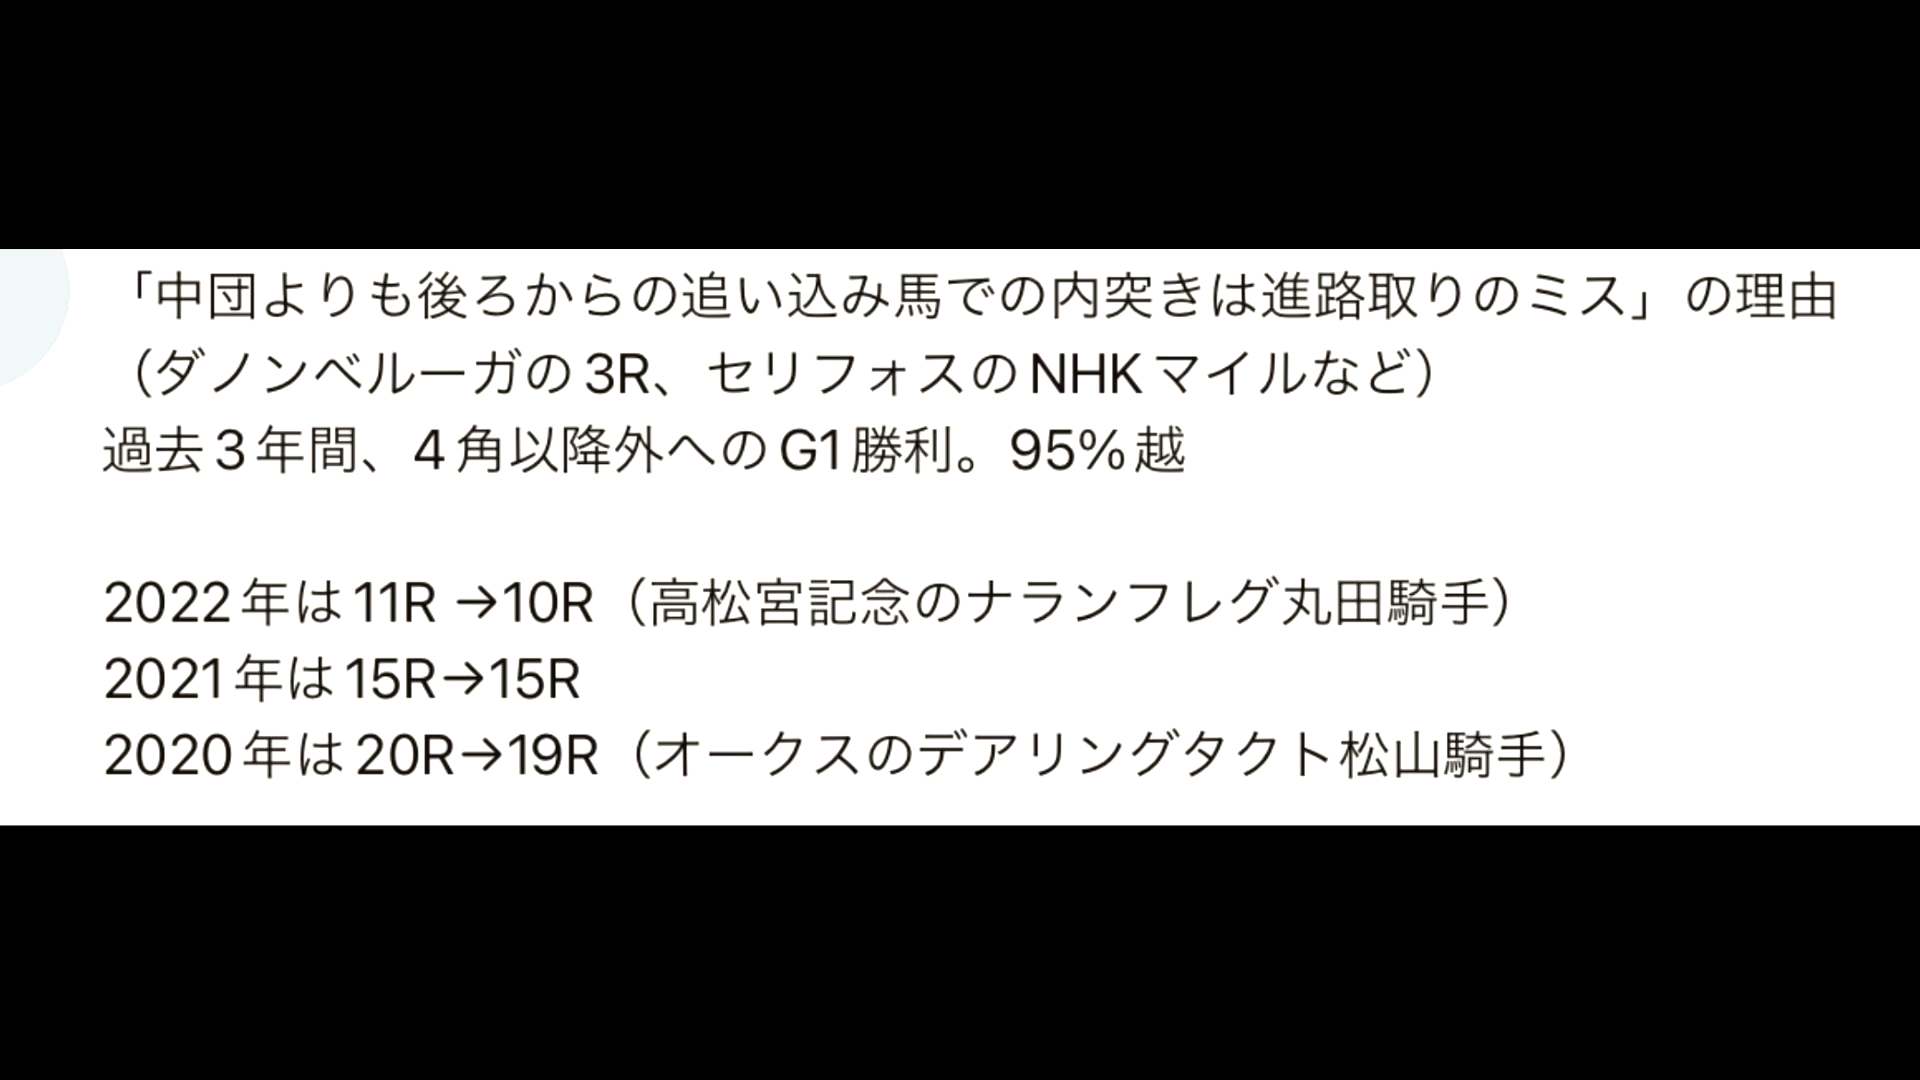 「中団よりも後ろからの追い込み馬での内突きは進路取りのミス」の理由
（ダノンベルーガの3R、セリフォスのNHKマイルなど）
過去3年間、4角以降外へのG1勝利。95%越
2022年は11R →10R（高松宮記念のナランフレグ丸田騎手）
2021年は15R→15R
2020年は20R→19R（オークスのデアリングタクト松山騎手）